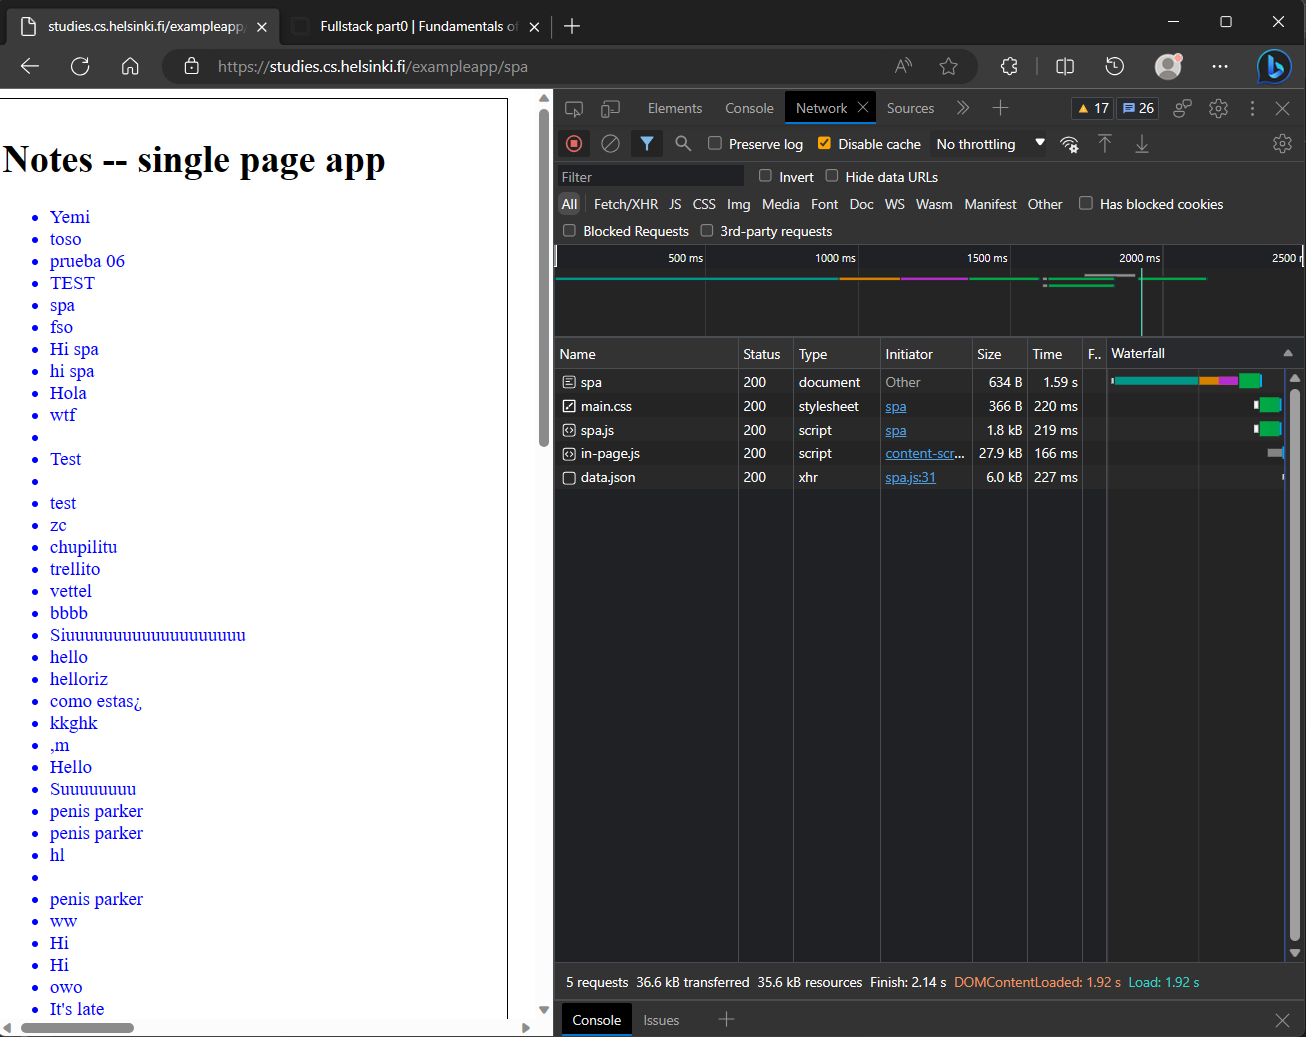 studies.cs.helsinki.fi/exampleapp/
Fullstack part0 | Fundamentals of
https://studies.cs.helsinki.fi/exampleapp/spa
Notes -- single page app
Yemi
toso
prueba 06
TEST
spa
fso
Hi spa
hi spa
Hola
wtf
Test
test
zc
chupilitu
trellito
vettel
bbbb
Siuuuuuuuuuuuuuuuuuuu
hello
helloriz
como estas¿
kkghk
,m
Hello
Suuuuuuuu
penis parker
penis parker
hl
penis parker
ww
Hi
Hi
owo
It's late
Elements Console Network Sources 17 26
Preserve log Disable cache No throttling
Filter Invert Hide data URLs
All Fetch/XHR JS CSS Img Media Font Doc WS Wasm Manifest Other Has blocked cookies
Blocked Requests 3rd-party requests
500 ms 1000 ms 1500 ms 2000 ms 2500 m
Name Status Type Initiator Size Time F.. Waterfall
spa 200 document Other 634 B 1.59 s
main.css 200 stylesheet spa 366 B 220 ms
spa.js 200 script spa 1.8 kB 219 ms
in-page.js 200 script content-scr... 27.9 kB 166 ms
data.json 200 xhr spa.js:31 6.0 kB 227 ms
5 requests 36.6 kB transferred 35.6 kB resources Finish: 2.14 s DOMContentLoaded: 1.92 s Load: 1.92 s
Console Issues